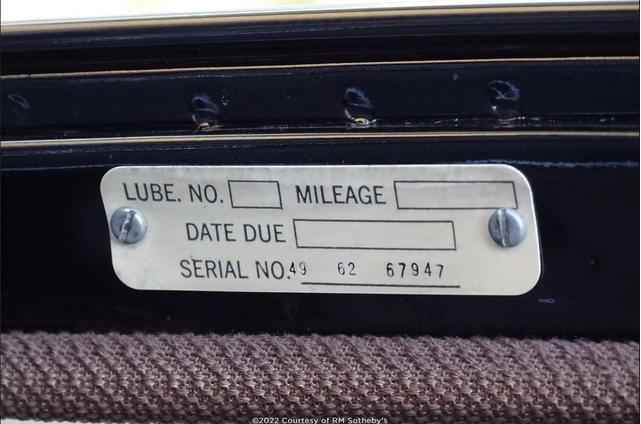 LUBE. NO. MILEAGE
DATE DUE
SERIAL NO. 49 62 67947
©2022 Courtesy of RM Sotheby's